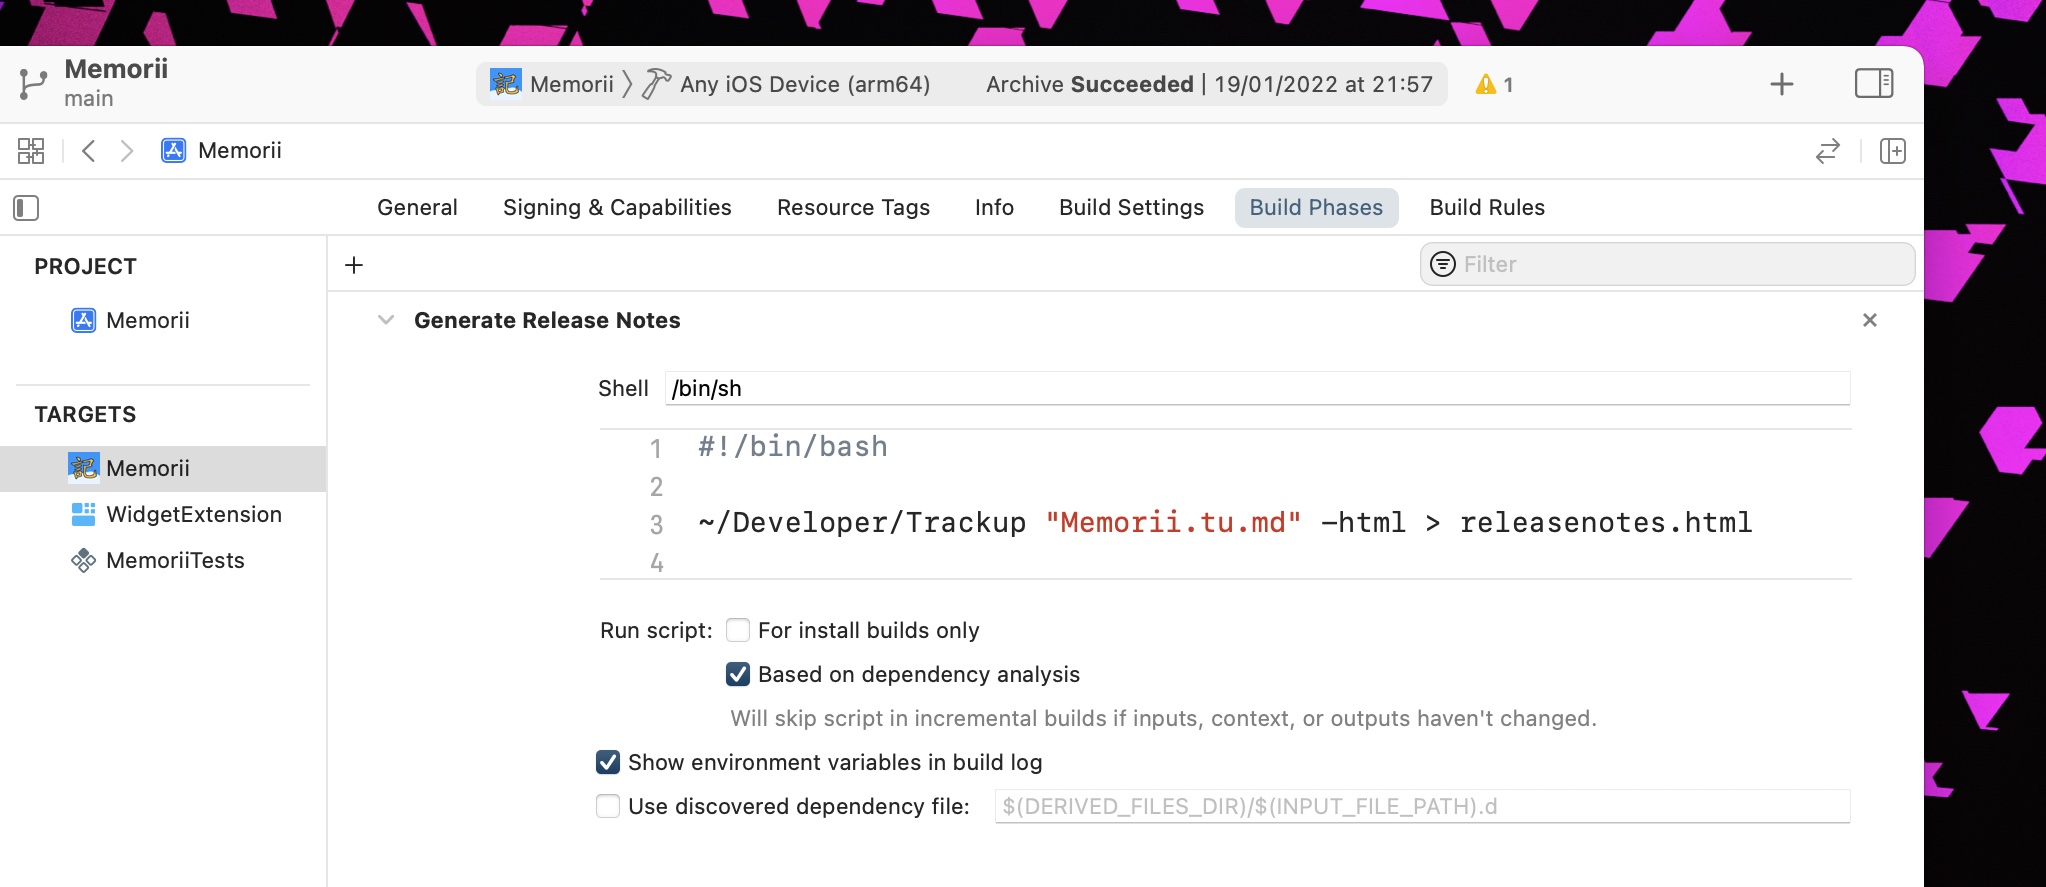 Memorii
main
記 Memorii Any iOS Device (arm64) Archive Succeeded | 19/01/2022 at 21:57 1
Memorii
General Signing & Capabilities Resource Tags Info Build Settings Build Phases Build Rules
PROJECT
Filter
Memorii
Generate Release Notes
Shell /bin/sh
TARGETS
記 Memorii
WidgetExtension
MemoriiTests
1 #!/bin/bash
2
3 ~/Developer/Trackup "Memorii.tu.md" -html > releasenotes.html
4
Run script: For install builds only
Based on dependency analysis
Will skip script in incremental builds if inputs, context, or outputs haven't changed.
Show environment variables in build log
Use discovered dependency file: $(DERIVED_FILES_DIR)/$(INPUT_FILE_PATH).d